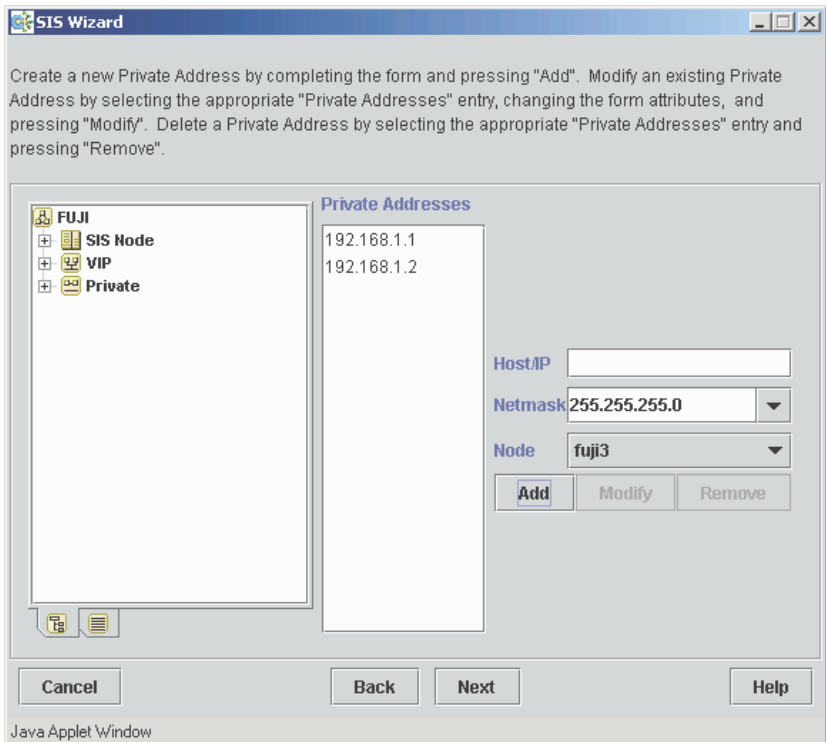 SIS Wizard
Create a new Private Address by completing the form and pressing "Add".  Modify an existing Private
Address by selecting the appropriate "Private Addresses" entry, changing the form attributes,  and
pressing "Modify".  Delete a Private Address by selecting the appropriate "Private Addresses" entry and
pressing "Remove".
FUJI
SIS Node
VIP
Private
Private Addresses
192.168.1.1
192.168.1.2
Host/IP
Netmask 255.255.255.0
Node fuji3
Add Modify Remove
Cancel Back Next Help
Java Applet Window